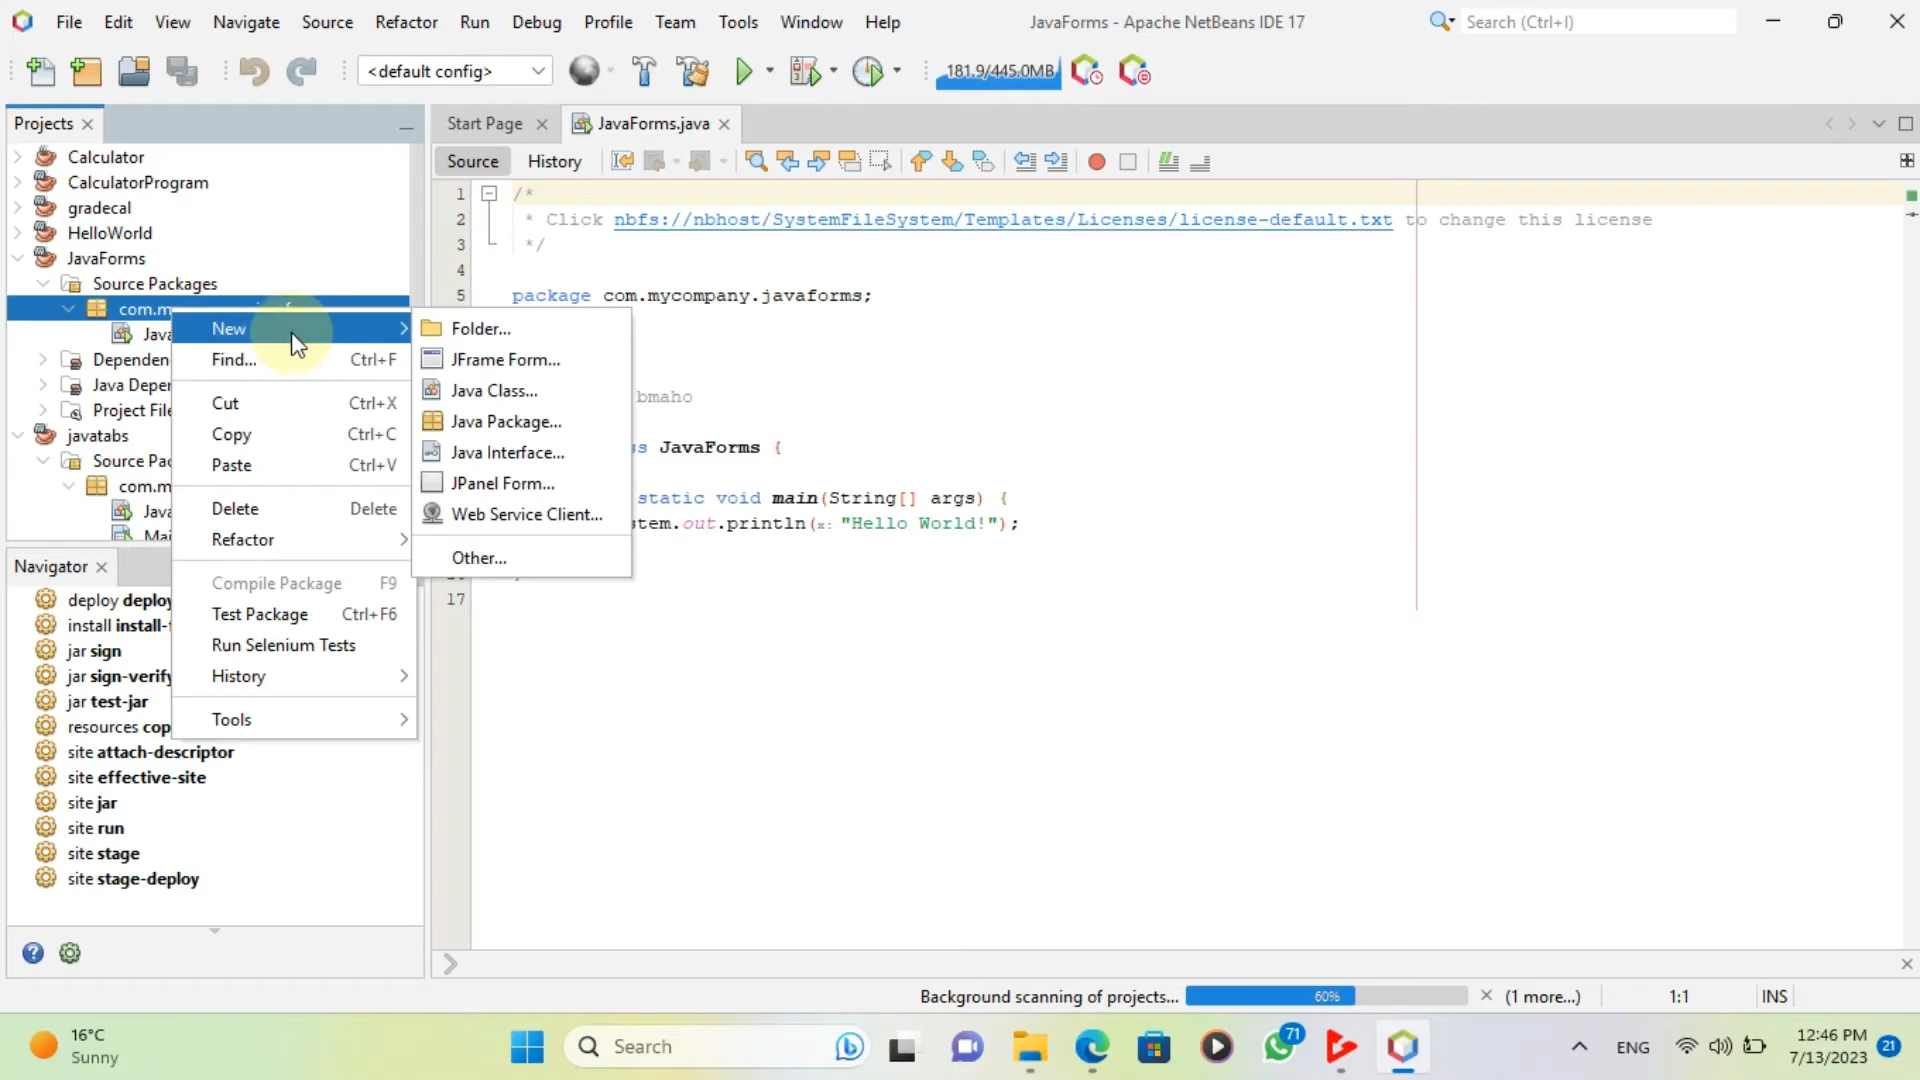 File Edit View Navigate Source Refactor Run Debug Profile Team Tools Window Help
JavaForms - Apache NetBeans IDE 17
Search (Ctrl+I)
<default config>
181.9/445.0MB
Projects
Calculator
CalculatorProgram
gradecal
HelloWorld
JavaForms
Source Packages
com.m
Java
Dependen
Java Deper
Project File
javatabs
Source Pac
com.m
Java
Mai
New
Find... Ctrl+F
Cut Ctrl+X
Copy Ctrl+C
Paste Ctrl+V
Delete Delete
Refactor
Compile Package F9
Test Package Ctrl+F6
Run Selenium Tests
History
Tools
Folder...
JFrame Form...
Java Class...
Java Package...
Java Interface...
JPanel Form...
Web Service Client...
Other...
Navigator
deploy deploy
install install-f
jar sign
jar sign-verify
jar test-jar
resources cop
site attach-descriptor
site effective-site
site jar
site run
site stage
site stage-deploy
Start Page JavaForms.java
Source History
1 /*
2 * Click nbfs://nbhost/SystemFileSystem/Templates/Licenses/license-default.txt to change this license
3 */
4
5 package com.mycompany.javaforms;
bmaho
ss JavaForms {
static void main(String[] args) {
stem.out.println(x: "Hello World!");
17
Background scanning of projects... 60% (1 more...) 1:1 INS
16°C
Sunny
Search
71
ENG
12:46 PM
7/13/2023
21